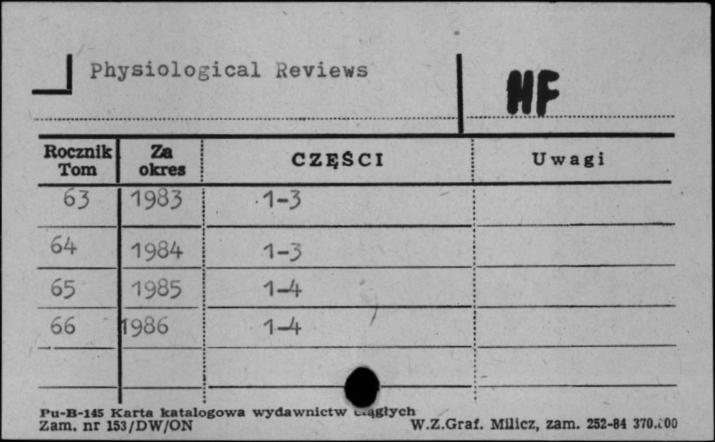 Physiological Reviews
HF
Rocznik Tom Za okres CZĘŚCI Uwagi
63 1983 1-3
64 1984 1-3
65 1985 1-4
66 1986 1-4
Pu-B-145 Karta katalogowa wydawnictw ciągłych
Zam. nr 153/DW/ON W.Z.Graf. Milicz, zam. 252-84 370.000